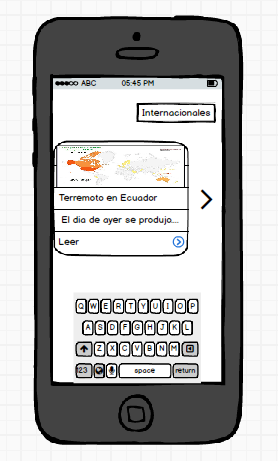 ABC 05:45 PM
Internacionales
Terremoto en Ecuador
El dia de ayer se produjo...
Leer
Q W E R T Y U I O P
A S D F G H J K L
Z X C V B N M
123 space return